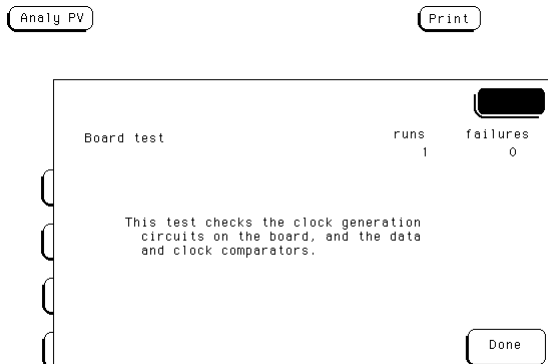 Analy PV Print
Board test runs failures
1 0
This test checks the clock generation
circuits on the board, and the data
and clock comparators.
Done